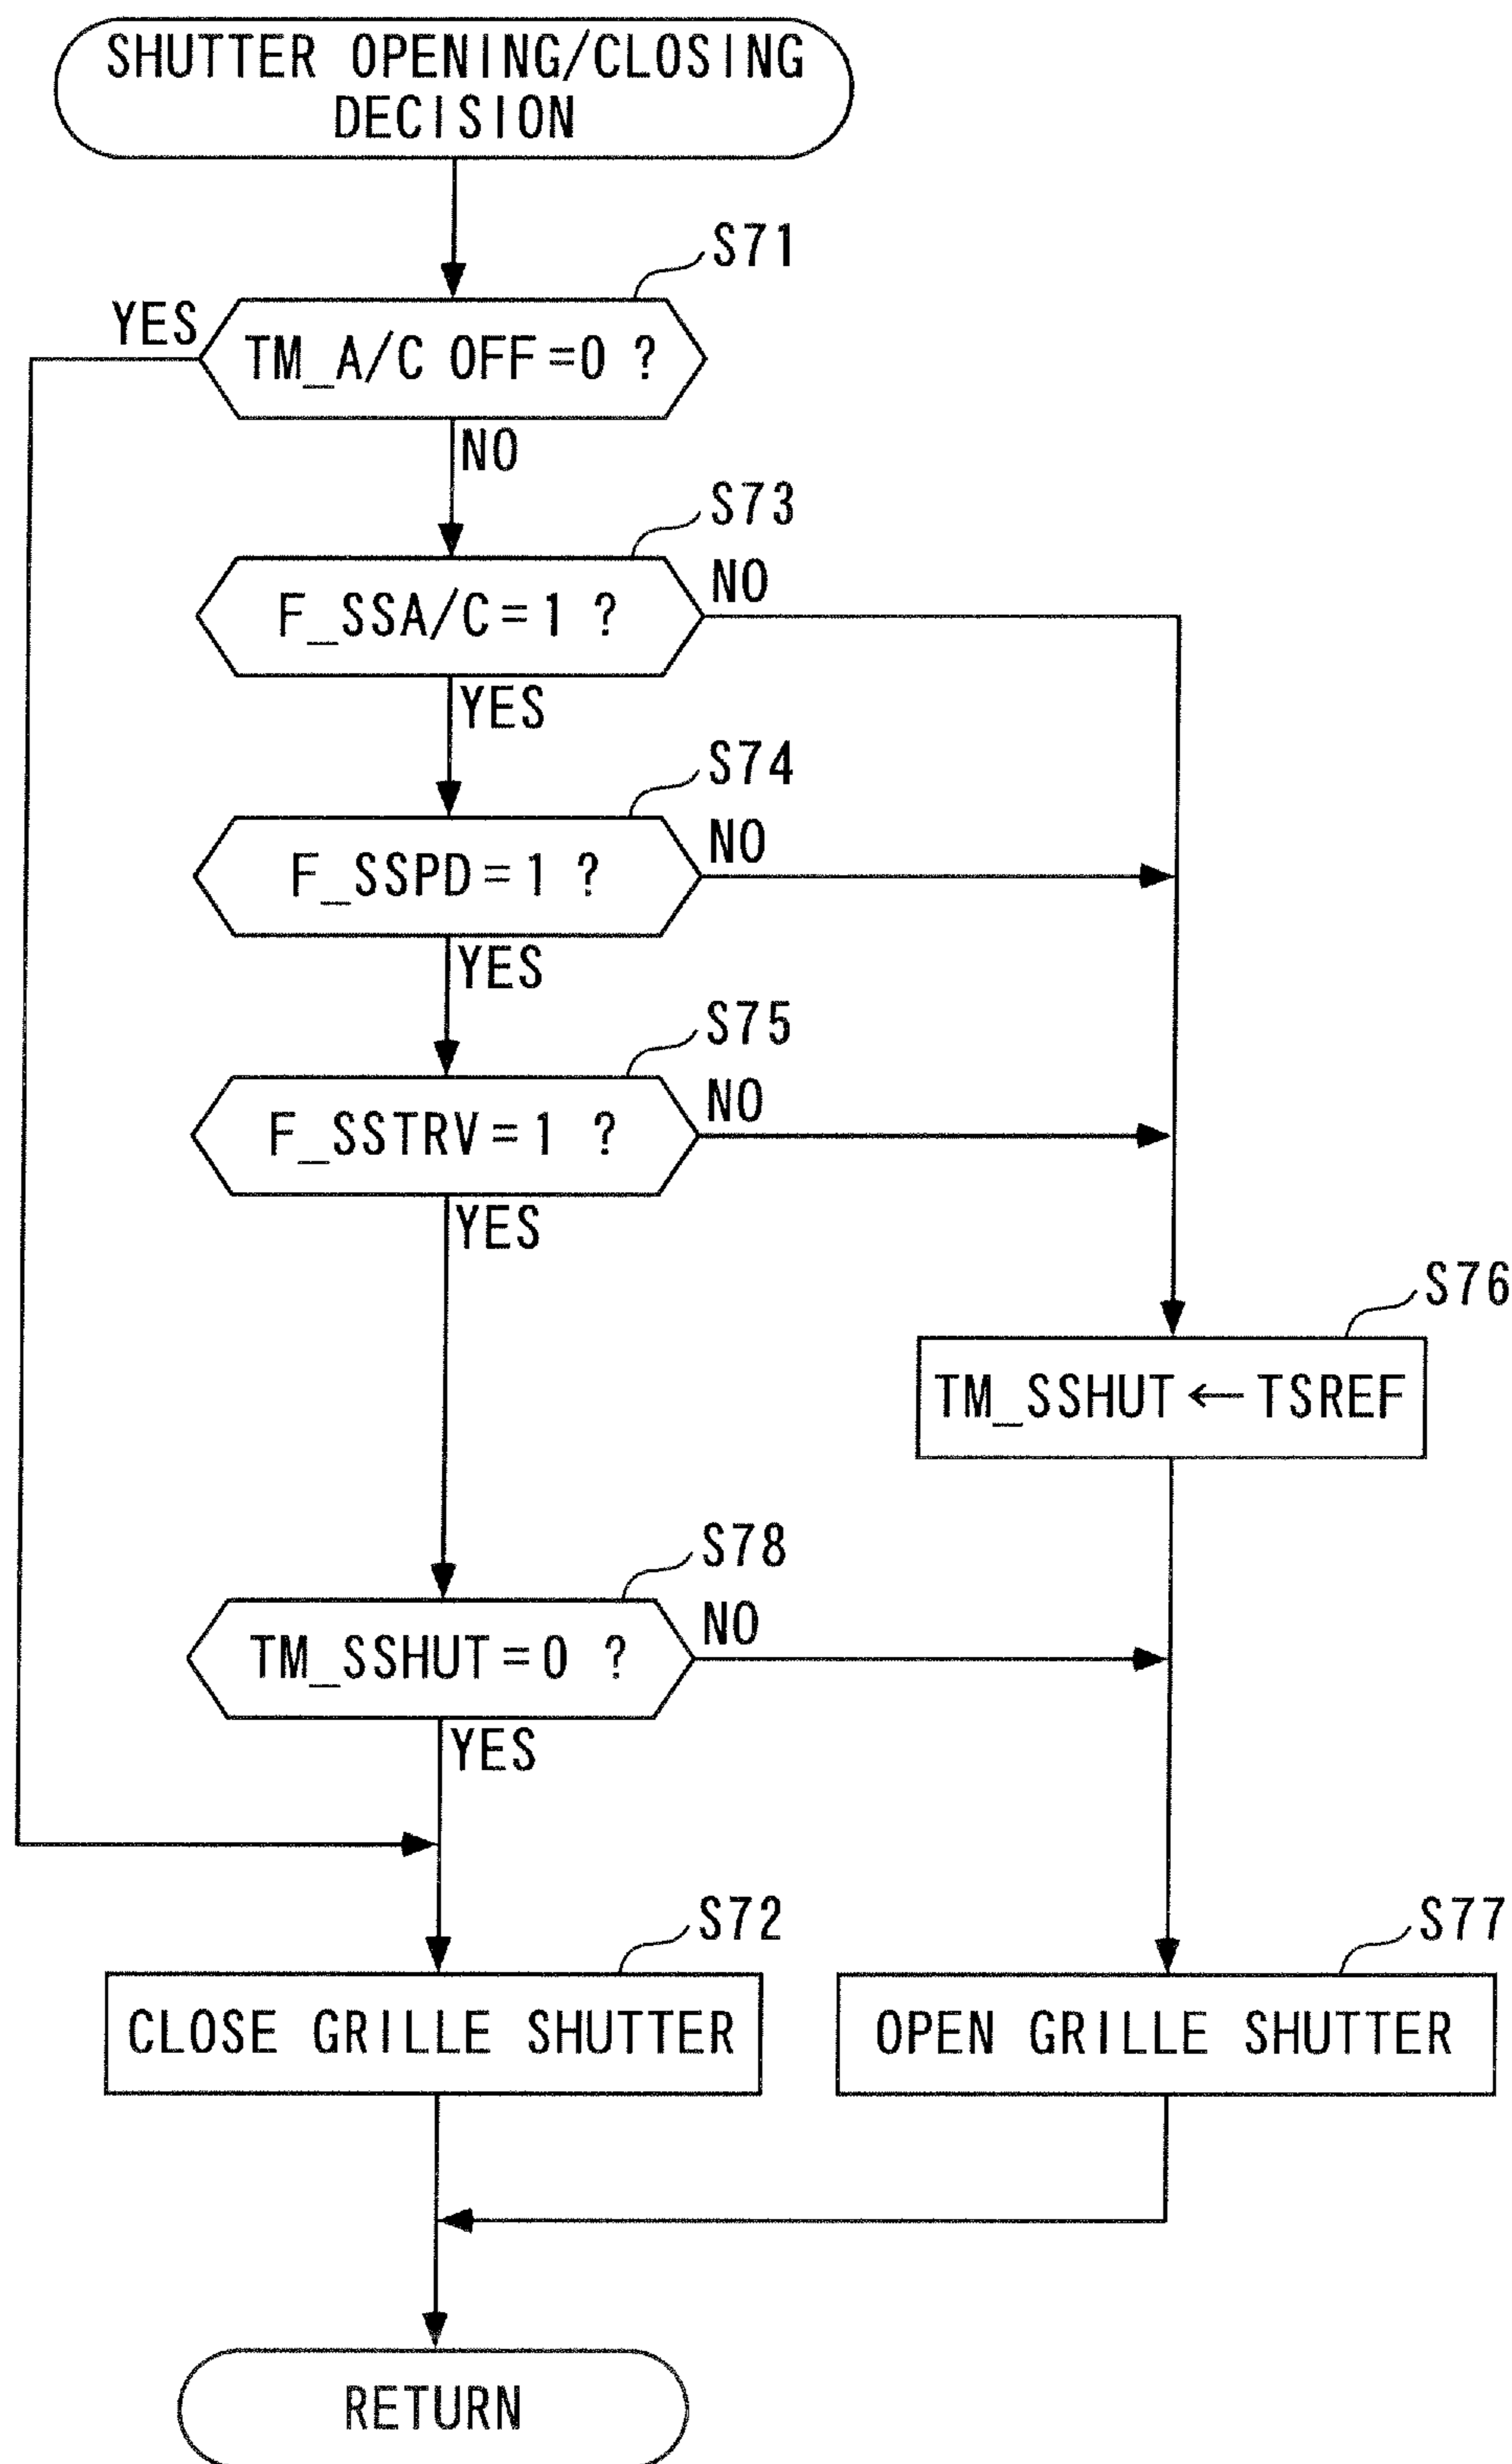 SHUTTER OPENING/CLOSING
DECISION
S71
YES
TM_A/C OFF=0 ?
NO
S73
F_SSA/C=1 ?
NO
YES
S74
F_SSPD=1 ?
NO
YES
S75
F_SSTRV=1 ?
NO
YES
S76
TM_SSHUT ← TSREF
S78
TM_SSHUT=0 ?
NO
YES
S72
S77
CLOSE GRILLE SHUTTER
OPEN GRILLE SHUTTER
RETURN